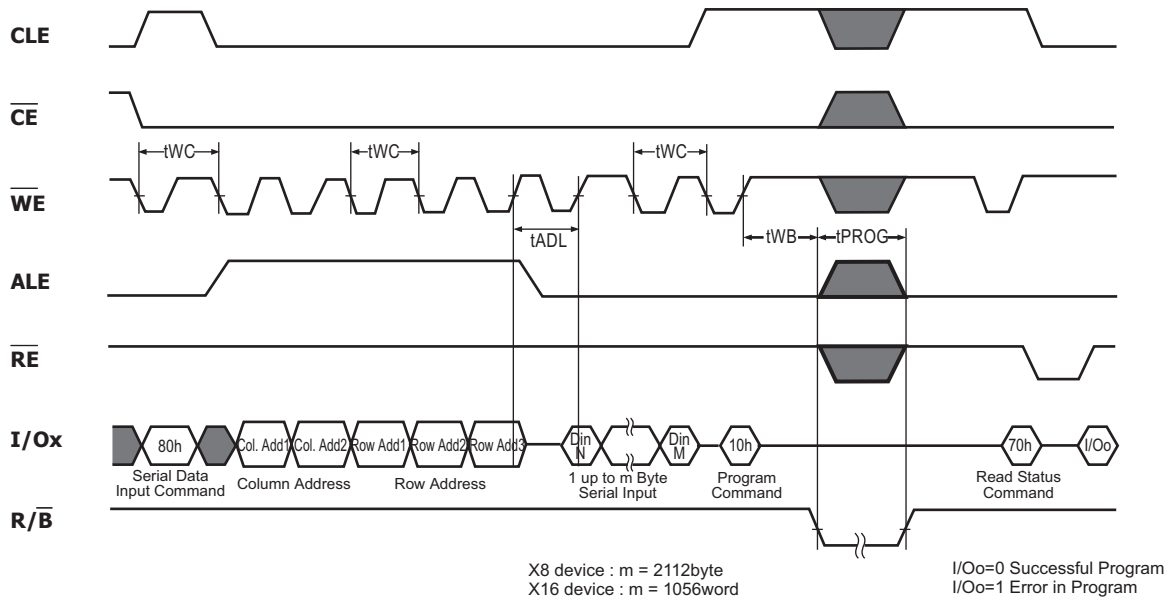 CLE
CE
tWC
tWC
tWC
WE
tADL
tWB
tPROG
ALE
RE
I/Ox
80h
Col. Add1
Col. Add2
Row Add1
Row Add2
Row Add3
Din
N
Din
M
10h
70h
I/Oo
Serial Data
Input Command
Column Address
Row Address
1 up to m Byte
Serial Input
Program
Command
Read Status
Command
R/B
X8 device : m = 2112byte
X16 device : m = 1056word
I/Oo=0 Successful Program
I/Oo=1 Error in Program